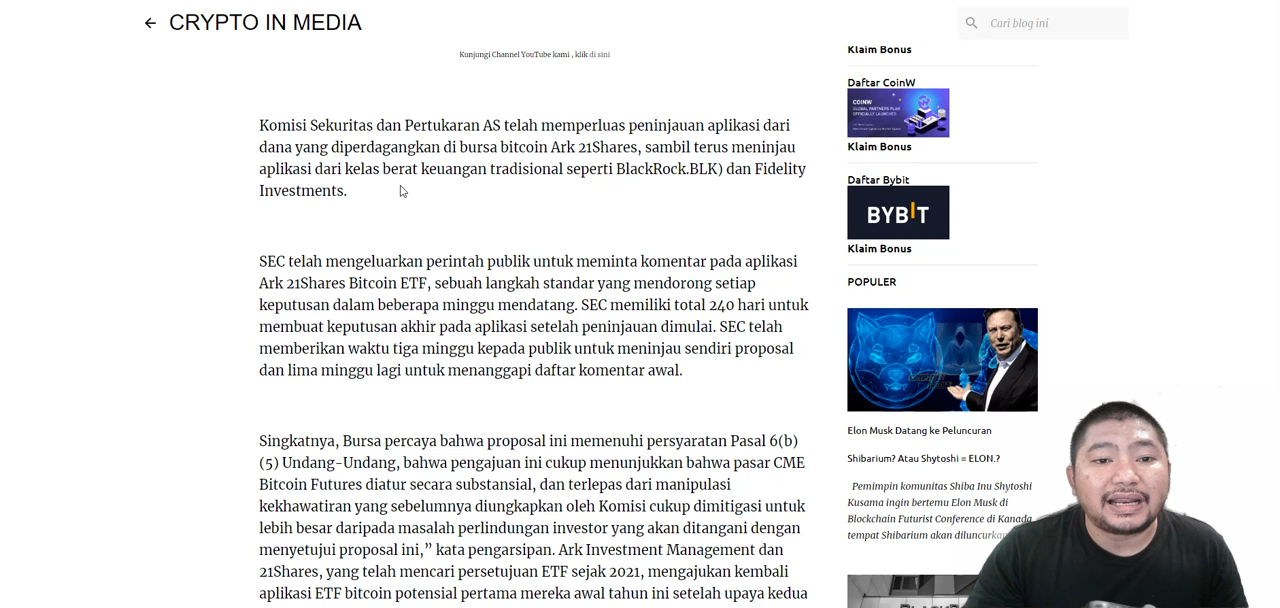 ← CRYPTO IN MEDIA
Cari blog ini
Kunjungi Channel YouTube kami , klik di sini
Komisi Sekuritas dan Pertukaran AS telah memperluas peninjauan aplikasi dari
dana yang diperdagangkan di bursa bitcoin Ark 21Shares, sambil terus meninjau
aplikasi dari kelas berat keuangan tradisional seperti BlackRock.BLK) dan Fidelity
Investments.
SEC telah mengeluarkan perintah publik untuk meminta komentar pada aplikasi
Ark 21Shares Bitcoin ETF, sebuah langkah standar yang mendorong setiap
keputusan dalam beberapa minggu mendatang. SEC memiliki total 240 hari untuk
membuat keputusan akhir pada aplikasi setelah peninjauan dimulai. SEC telah
memberikan waktu tiga minggu kepada publik untuk meninjau sendiri proposal
dan lima minggu lagi untuk menanggapi daftar komentar awal.
Singkatnya, Bursa percaya bahwa proposal ini memenuhi persyaratan Pasal 6(b)
(5) Undang-Undang, bahwa pengajuan ini cukup menunjukkan bahwa pasar CME
Bitcoin Futures diatur secara substansial, dan terlepas dari manipulasi
kekhawatiran yang sebelumnya diungkapkan oleh Komisi cukup dimitigasi untuk
lebih besar daripada masalah perlindungan investor yang akan ditangani dengan
menyetujui proposal ini,” kata pengarsipan. Ark Investment Management dan
21Shares, yang telah mencari persetujuan ETF sejak 2021, mengajukan kembali
aplikasi ETF bitcoin potensial pertama mereka awal tahun ini setelah upaya kedua
Klaim Bonus
Daftar CoinW
COINW
GLOBAL PARTNERS PLAN
OFFICIALLY LAUNCHED
Klaim Bonus
Daftar Bybit
BYBIT
Klaim Bonus
POPULER
Elon Musk Datang ke Peluncuran
Shibarium? Atau Shytoshi = ELON.?
Pemimpin komunitas Shiba Inu Shytoshi
Kusama ingin bertemu Elon Musk di
Blockchain Futurist Conference di Kanada
tempat Shibarium akan diluncurkan